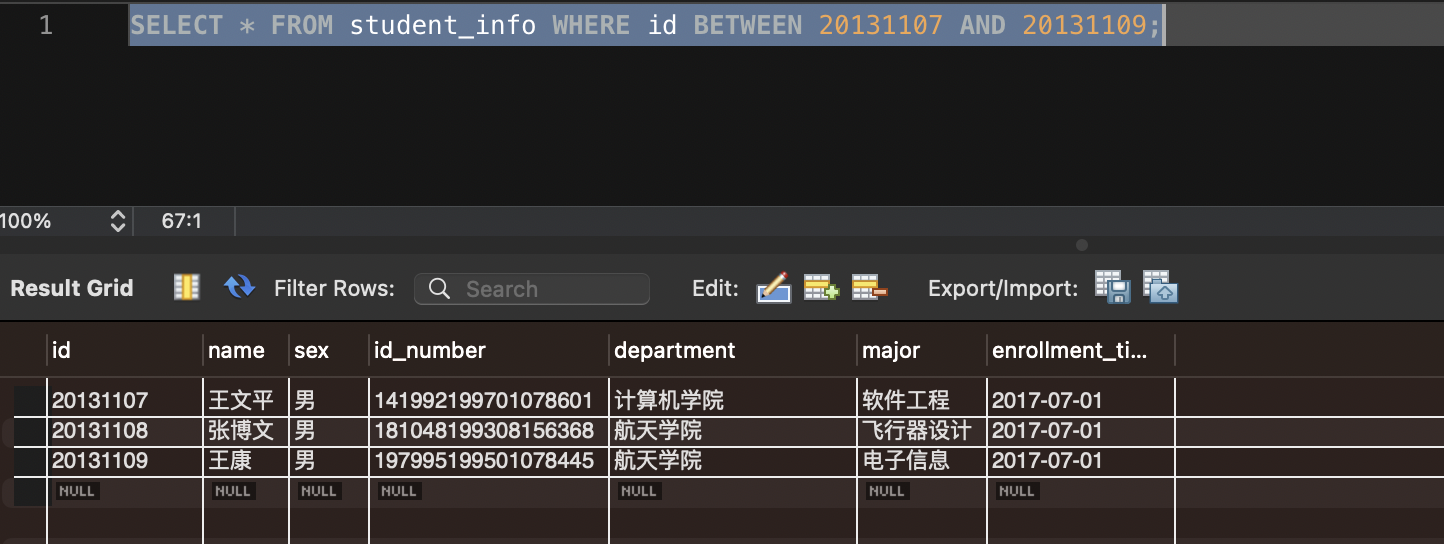 1 SELECT * FROM student_info WHERE id BETWEEN 20131107 AND 20131109;
100% 67:1
Result Grid Filter Rows: Search Edit: Export/Import:
id name sex id_number department major enrollment_ti...
20131107 王文平 男 141992199701078601 计算机学院 软件工程 2017-07-01
20131108 张博文 男 181048199308156368 航天学院 飞行器设计 2017-07-01
20131109 王康 男 197995199501078445 航天学院 电子信息 2017-07-01
NULL NULL NULL NULL NULL NULL NULL